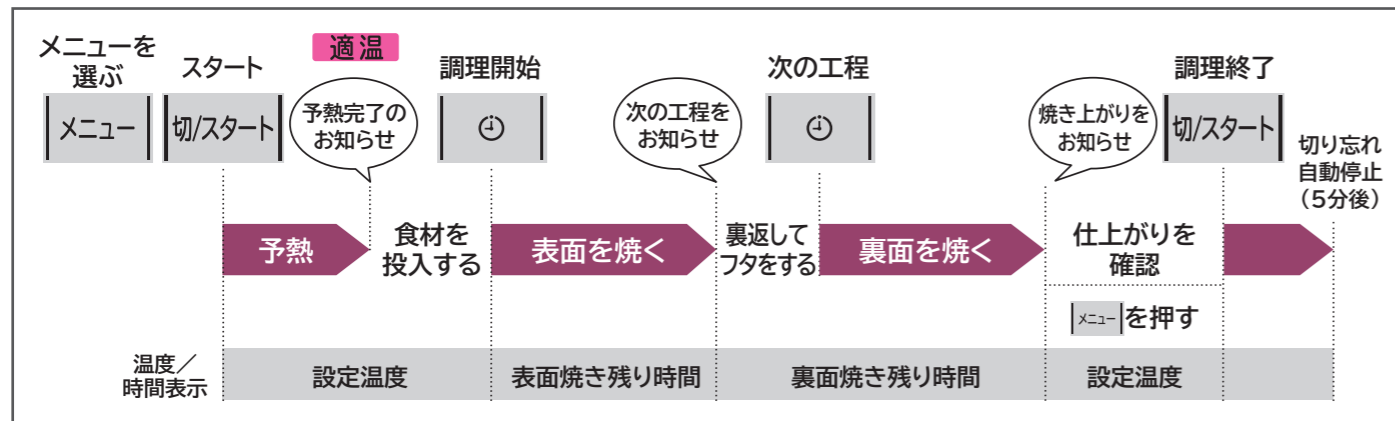 メニューを
選ぶ
スタート
適温
調理開始
次の工程
調理終了
メニュー
切/スタート
予熱完了の
お知らせ
次の工程を
お知らせ
焼き上がりを
お知らせ
切/スタート
切り忘れ
自動停止
（5分後）
予熱
食材を
投入する
表面を焼く
裏返して
フタをする
裏面を焼く
仕上がりを
確認
メニューを押す
温度／
時間表示
設定温度
表面焼き残り時間
裏面焼き残り時間
設定温度